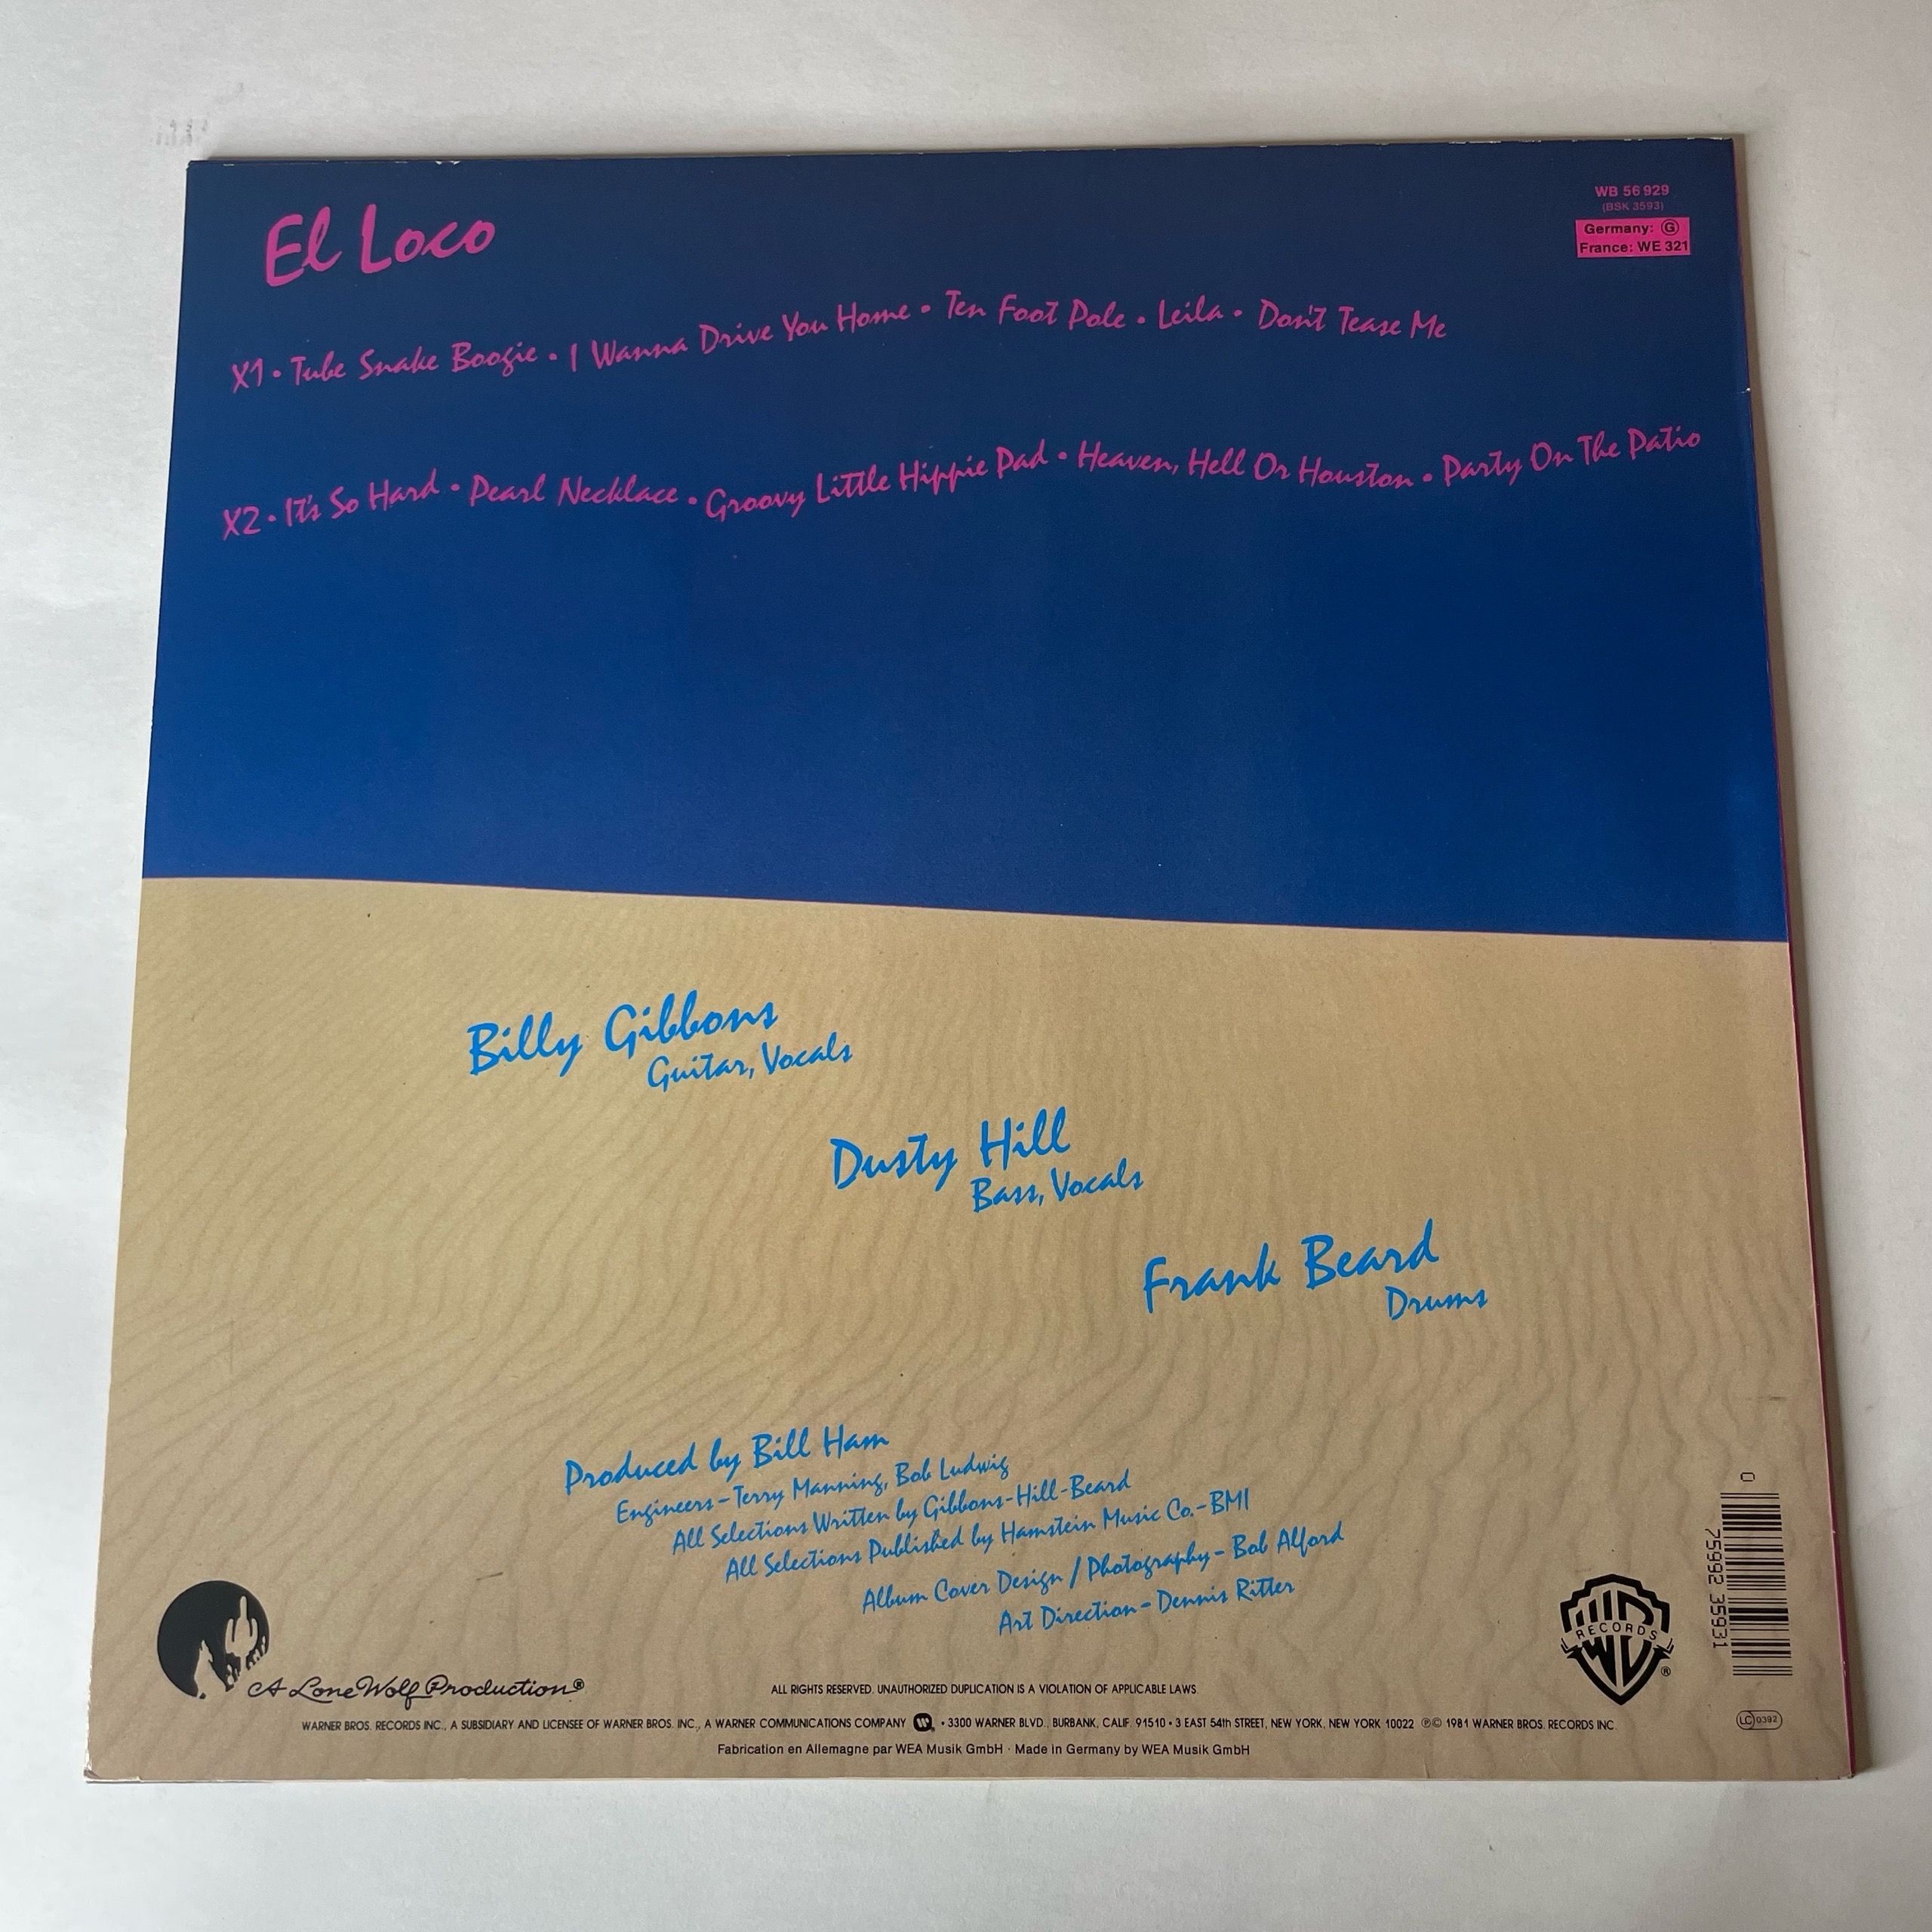 El Loco
WB 56 929
(BSK 3593)
Germany: Ⓖ
France: WE 321
X1 • Tube Snake Boogie • I Wanna Drive You Home • Ten Foot Pole • Leila • Don't Tease Me
X2 • It's So Hard • Pearl Necklace • Groovy Little Hippie Pad • Heaven, Hell Or Houston • Party On The Patio
Billy Gibbons
Guitar, Vocals
Dusty Hill
Bass, Vocals
Frank Beard
Drums
Produced by Bill Ham
Engineers – Terry Manning, Bob Ludwig
All Selections Written by Gibbons-Hill-Beard
All Selections Published by Hamstein Music Co. – BMI
Album Cover Design / Photography – Bob Alford
Art Direction – Dennis Ritter
0 75992 35931
WB
RECORDS
®
A Lone Wolf Production®
ALL RIGHTS RESERVED. UNAUTHORIZED DUPLICATION IS A VIOLATION OF APPLICABLE LAWS.
WARNER BROS. RECORDS INC., A SUBSIDIARY AND LICENSEE OF WARNER BROS. INC., A WARNER COMMUNICATIONS COMPANY • 3300 WARNER BLVD., BURBANK, CALIF. 91510 • 3 EAST 54th STREET, NEW YORK, NEW YORK 10022 ℗© 1981 WARNER BROS. RECORDS INC.
LC 0392
Fabrication en Allemagne par WEA Musik GmbH · Made in Germany by WEA Musik GmbH